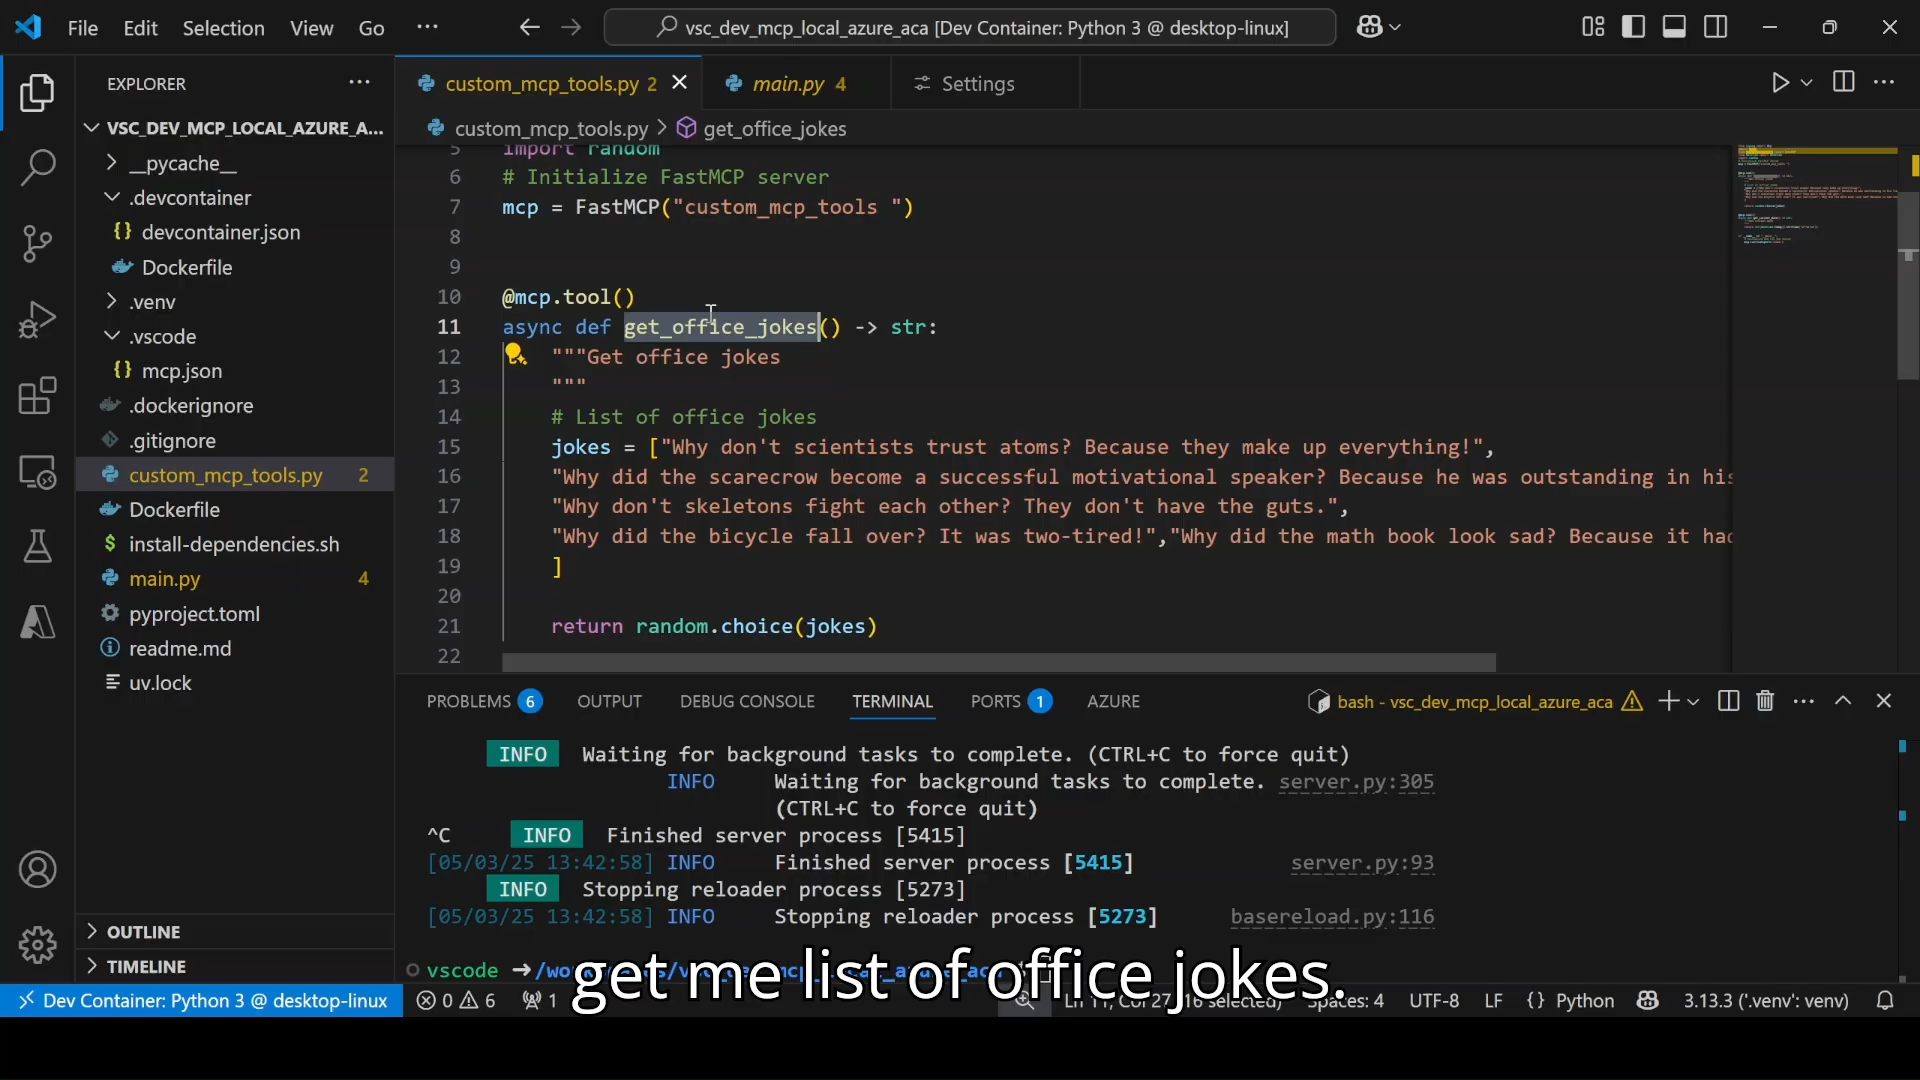 File Edit Selection View Go ···
vsc_dev_mcp_local_azure_aca [Dev Container: Python 3 @ desktop-linux]
EXPLORER ···
VSC_DEV_MCP_LOCAL_AZURE_A...
__pycache__
.devcontainer
{} devcontainer.json
Dockerfile
.venv
.vscode
{} mcp.json
.dockerignore
.gitignore
custom_mcp_tools.py 2
Dockerfile
$ install-dependencies.sh
main.py 4
pyproject.toml
readme.md
uv.lock
OUTLINE
TIMELINE
custom_mcp_tools.py 2 main.py 4 Settings
custom_mcp_tools.py > get_office_jokes
5 import random
6 # Initialize FastMCP server
7 mcp = FastMCP("custom_mcp_tools ")
8
9
10 @mcp.tool()
11 async def get_office_jokes() -> str:
12 """Get office jokes
13 """
14 # List of office jokes
15 jokes = ["Why don't scientists trust atoms? Because they make up everything!",
16 "Why did the scarecrow become a successful motivational speaker? Because he was outstanding in his
17 "Why don't skeletons fight each other? They don't have the guts.",
18 "Why did the bicycle fall over? It was two-tired!","Why did the math book look sad? Because it had
19 ]
20
21 return random.choice(jokes)
22
PROBLEMS 6 OUTPUT DEBUG CONSOLE TERMINAL PORTS 1 AZURE bash - vsc_dev_mcp_local_azure_aca
INFO Waiting for background tasks to complete. (CTRL+C to force quit)
INFO Waiting for background tasks to complete. server.py:305
(CTRL+C to force quit)
^C INFO Finished server process [5415]
[05/03/25 13:42:58] INFO Finished server process [5415] server.py:93
INFO Stopping reloader process [5273]
[05/03/25 13:42:58] INFO Stopping reloader process [5273] basereload.py:116
vscode →
get me list of office jokes.
Dev Container: Python 3 @ desktop-linux 0 6 1 Ln 11, Col 27 (16 selected) Spaces: 4 UTF-8 LF {} Python 3.13.3 ('.venv': venv)